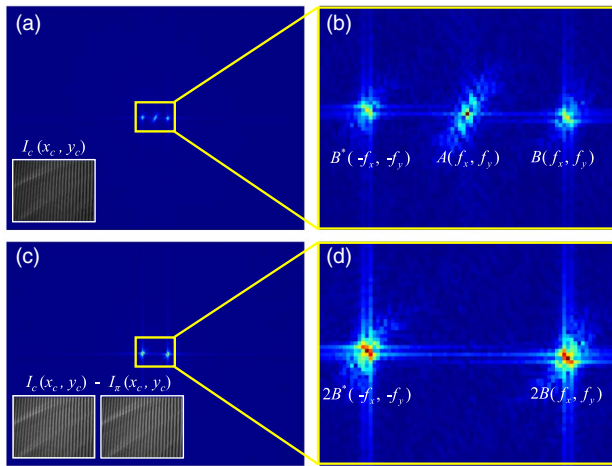 (a)
I_c(x_c, y_c)
(b)
B*(-f_x, -f_y) A(f_x, f_y) B(f_x, f_y)
(c)
I_c(x_c, y_c) - I_π(x_c, y_c)
(d)
2B*(-f_x, -f_y) 2B(f_x, f_y)